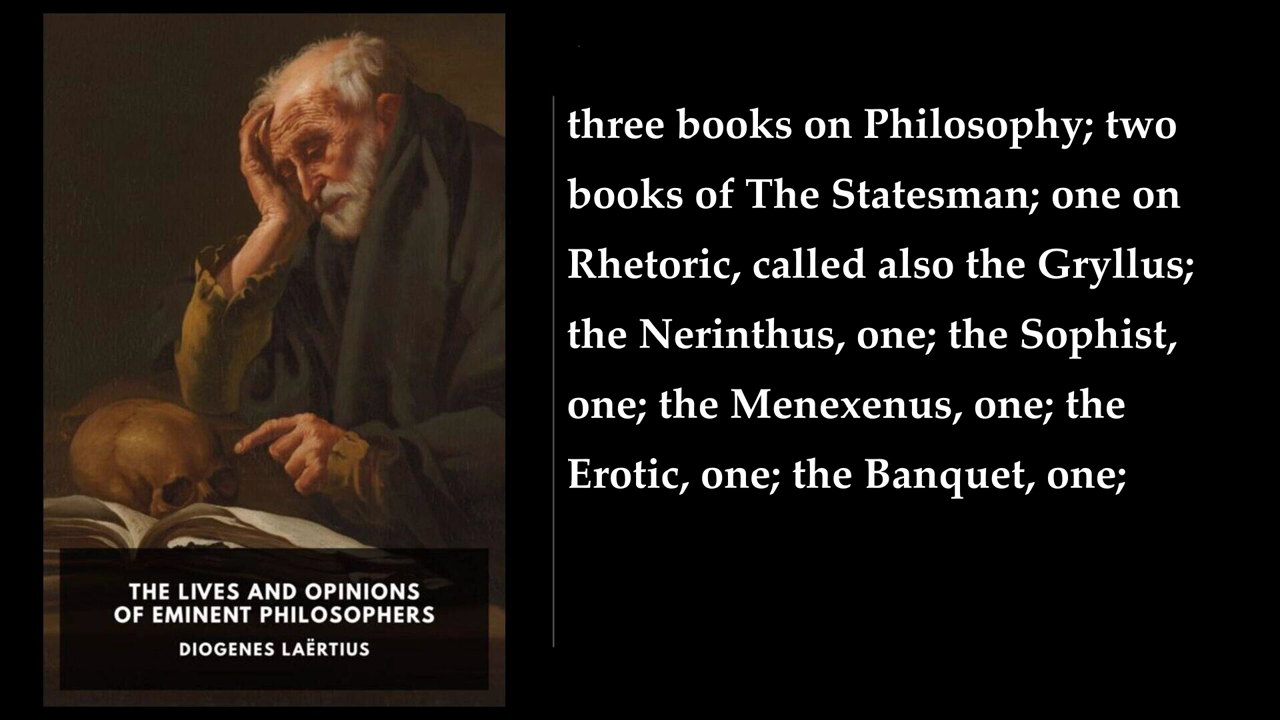 three books on Philosophy; two
books of The Statesman; one on
Rhetoric, called also the Gryllus;
the Nerinthus, one; the Sophist,
one; the Menexenus, one; the
Erotic, one; the Banquet, one;
THE LIVES AND OPINIONS
OF EMINENT PHILOSOPHERS
DIOGENES LAËRTIUS